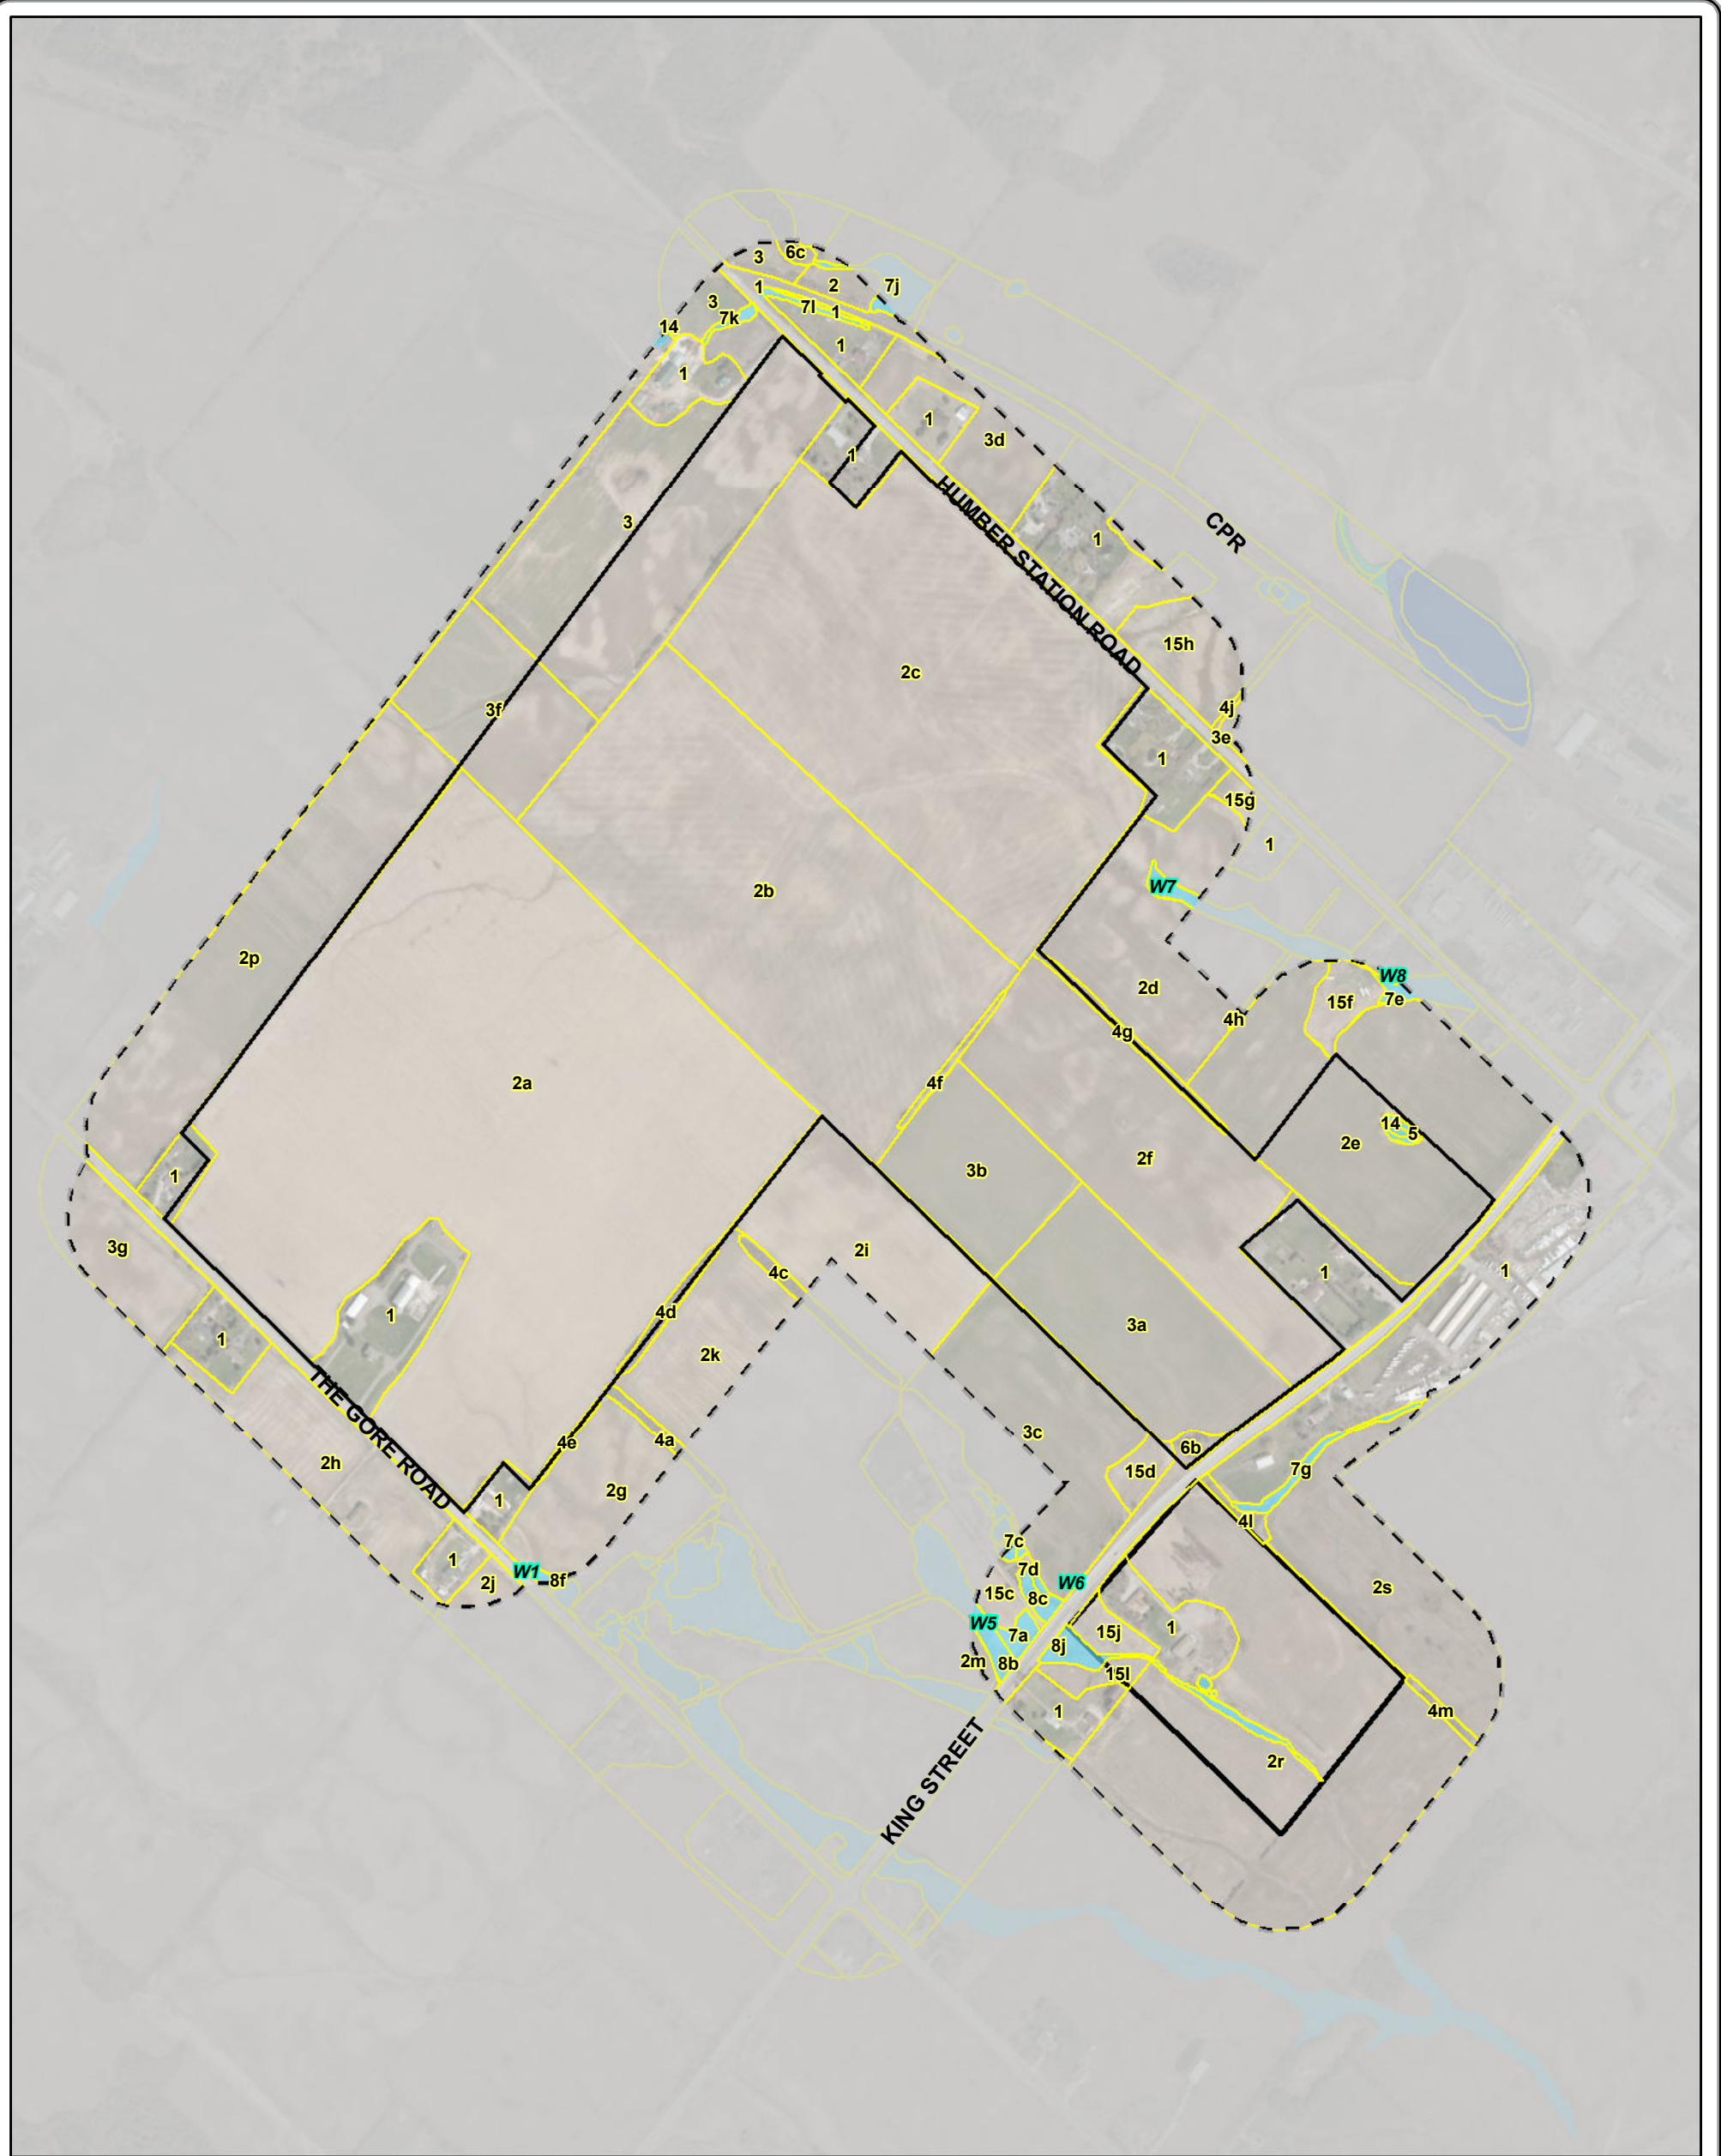 3
6c
2
7j
1
7l
1
3
7k
14
1
1
1
3d
1
CPR
HUMBER STATION ROAD
1
3
15h
2c
3f
4j
3e
1
15g
1
W7
2b
2p
W8
15f
7e
2d
4h
4g
2a
4f
14
5
2e
2f
3b
1
3g
2i
4c
1
1
4d
1
3a
1
2k
THE GORE ROAD
3c
4a
4e
6b
15d
2h
7g
2g
1
4l
7c
1
W1
8f
2j
7d
W6
15c
8c
2s
W5
7a
15j
1
8j
2m
8b
15l
1
4m
2r
KING STREET